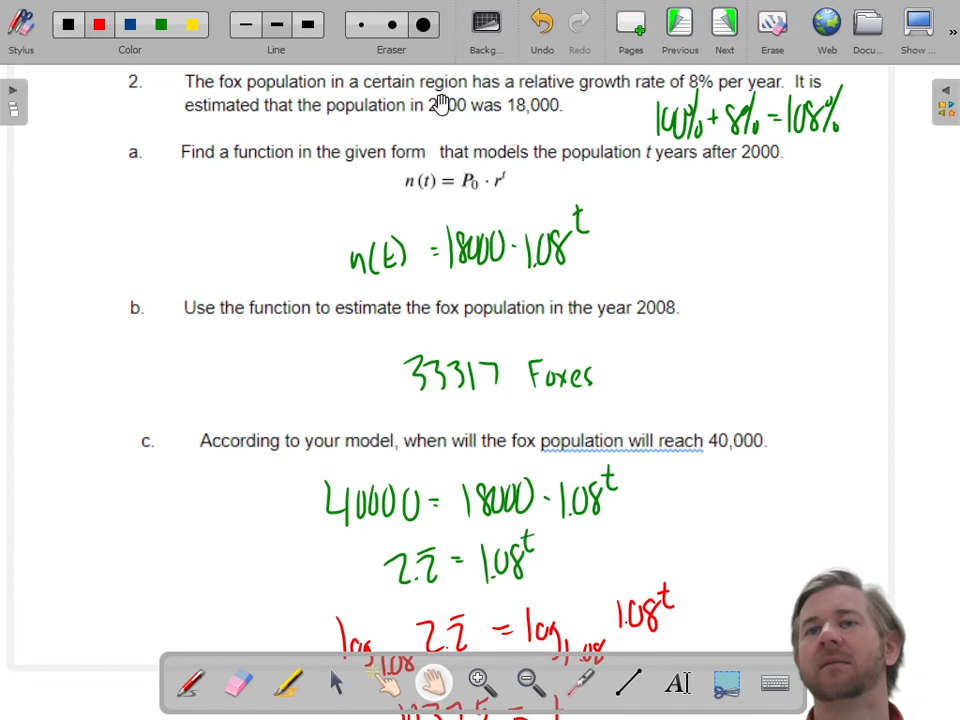 Stylus Color Line Eraser Backg... Undo Redo Pages Previous Next Erase Web Docu... Show ... »
2. The fox population in a certain region has a relative growth rate of 8% per year. It is
estimated that the population in 2000 was 18,000.
100% + 8% = 108%
a. Find a function in the given form that models the population t years after 2000.
n(t) = P₀ · rᵗ
n(t) = 18000 · 1.08ᵗ
b. Use the function to estimate the fox population in the year 2008.
33317 Foxes
c. According to your model, when will the fox population will reach 40,000.
40000 = 18000 · 1.08ᵗ
2.2̅ = 1.08ᵗ
log₁.₀₈ 2.2̅ = log₁.₀₈ 1.08ᵗ